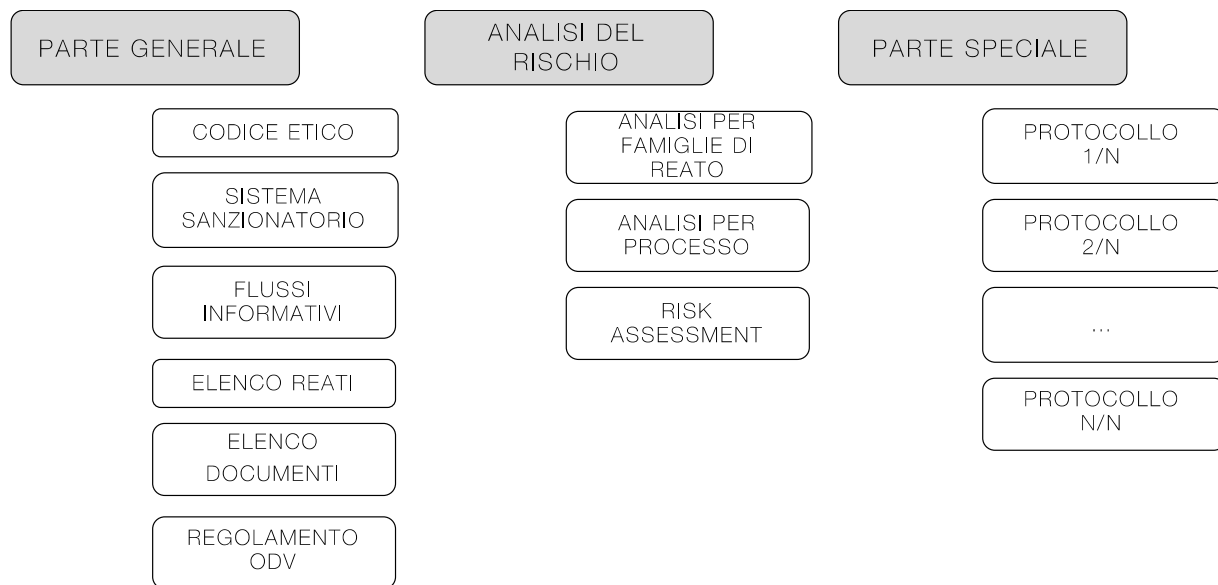 PARTE GENERALE
CODICE ETICO
SISTEMA
SANZIONATORIO
FLUSSI
INFORMATIVI
ELENCO REATI
ELENCO
DOCUMENTI
REGOLAMENTO
ODV
ANALISI DEL
RISCHIO
ANALISI PER
FAMIGLIE DI
REATO
ANALISI PER
PROCESSO
RISK
ASSESSMENT
PARTE SPECIALE
PROTOCOLLO
1/N
PROTOCOLLO
2/N
...
PROTOCOLLO
N/N